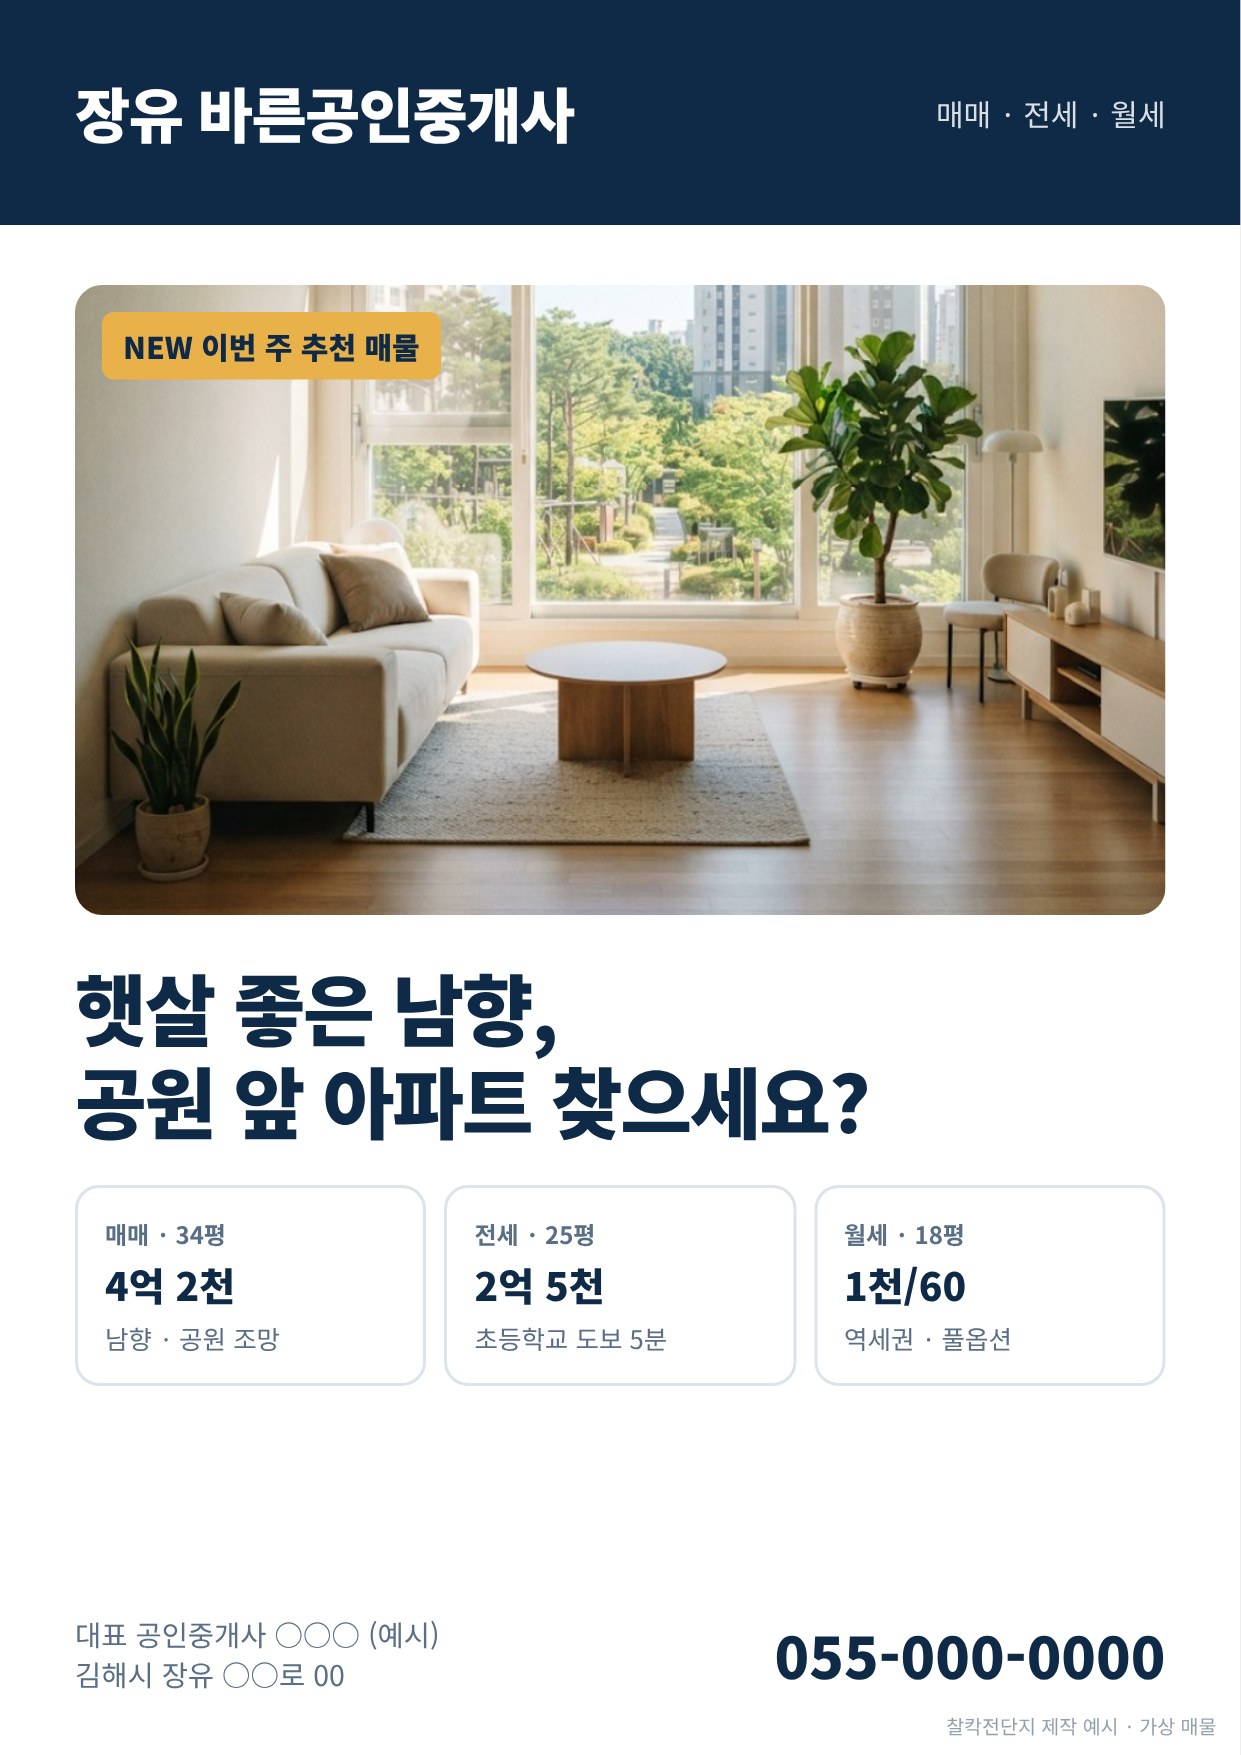 장유 바른공인중개사
매매 · 전세 · 월세
NEW 이번 주 추천 매물
햇살 좋은 남향,
공원 앞 아파트 찾으세요?
매매 · 34평
4억 2천
남향 · 공원 조망
전세 · 25평
2억 5천
초등학교 도보 5분
월세 · 18평
1천/60
역세권 · 풀옵션
대표 공인중개사 ○○○ (예시)
김해시 장유 ○○로 00
055-000-0000
찰칵전단지 제작 예시 · 가상 매물